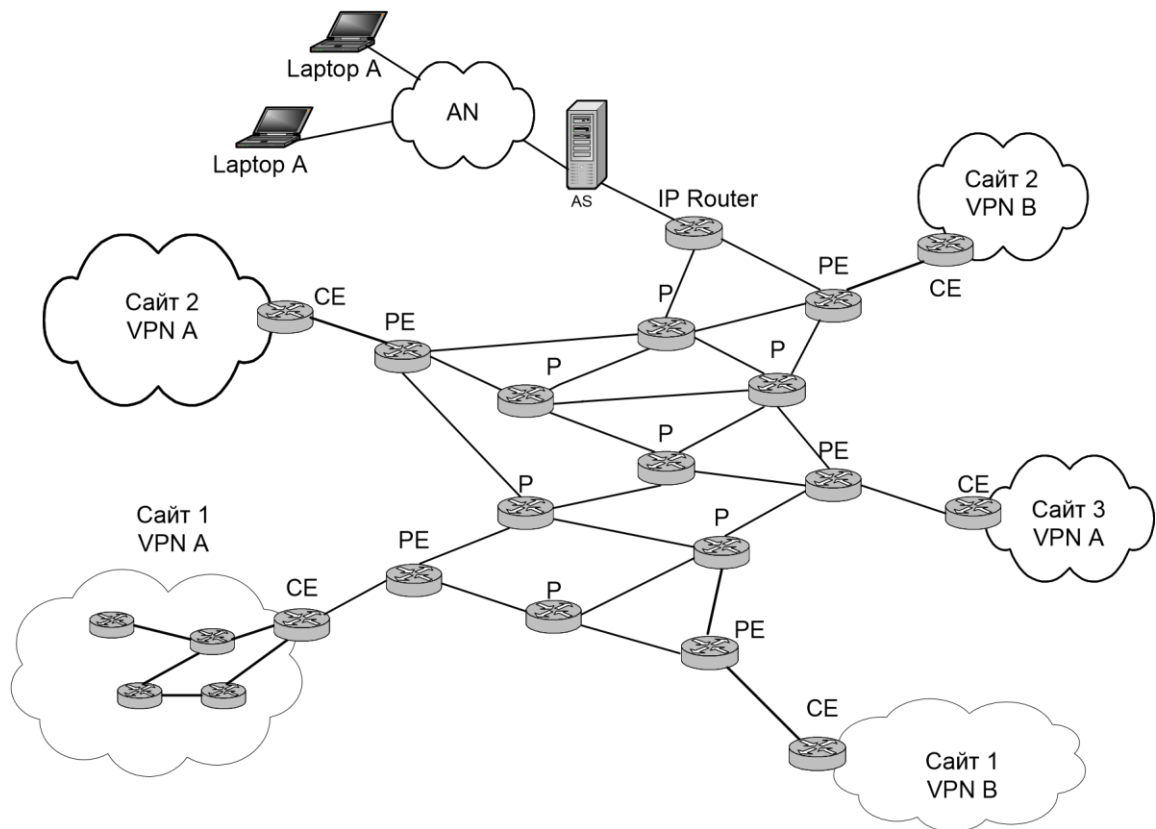 Laptop A
AN
Laptop A
AS
IP Router
Сайт 2
VPN B
PE
CE
Сайт 2
VPN A
CE
PE
P
P
P
P
PE
CE
Сайт 3
VPN A
P
P
Сайт 1
VPN A
PE
CE
P
PE
CE
Сайт 1
VPN B